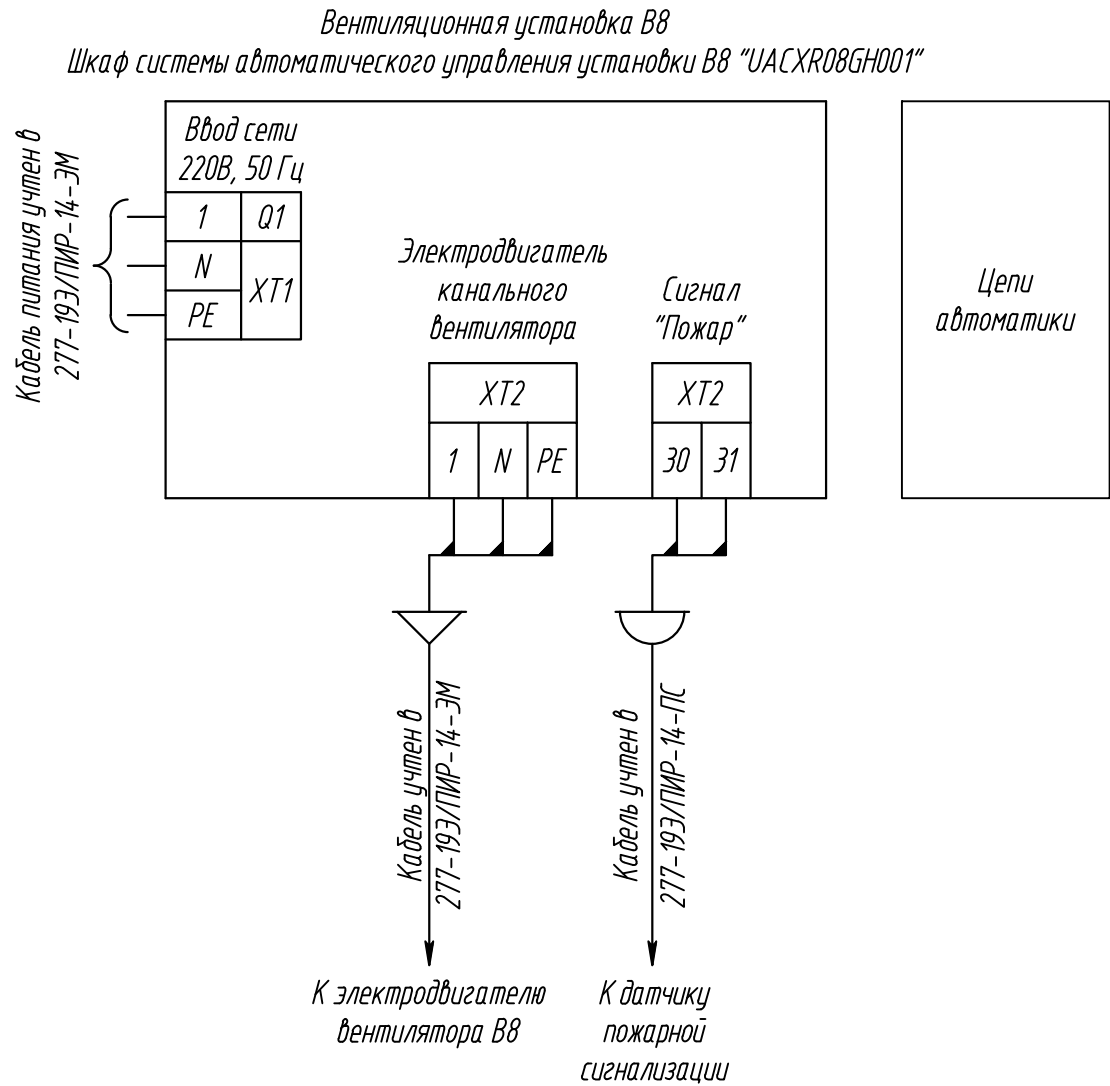 Вентиляционная установка В8
Шкаф системы автоматического управления установки В8 "UACXR08GH001"
Кабель питания учтен в
277-19Э/ПИР-14-ЭМ
Ввод сети
220В, 50 Гц
1
Q1
N
XT1
PE
Электродвигатель
канального
вентилятора
XT2
1
N
PE
Сигнал
"Пожар"
XT2
30
31
Цепи
автоматики
Кабель учтен в
277-19Э/ПИР-14-ЭМ
Кабель учтен в
277-19Э/ПИР-14-ПС
К электродвигателю
вентилятора В8
К датчику
пожарной
сигнализации